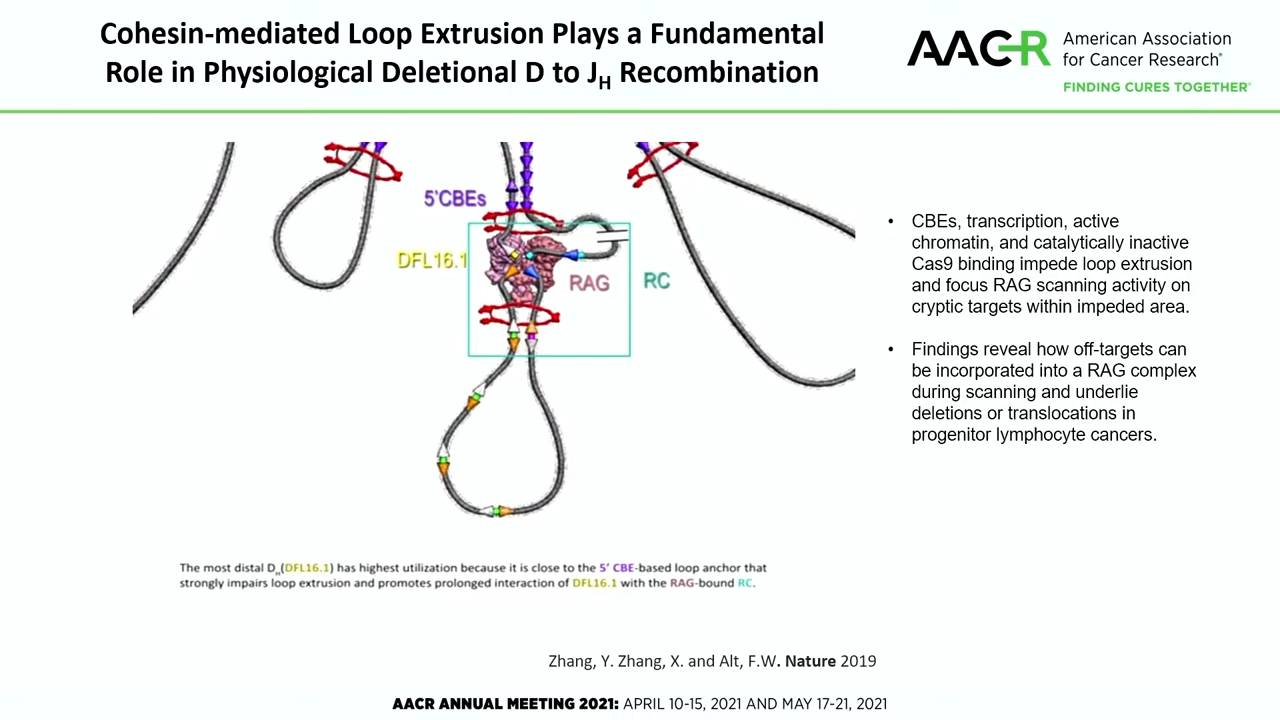 Cohesin-mediated Loop Extrusion Plays a Fundamental
Role in Physiological Deletional D to JH Recombination
AACR American Association
for Cancer Research®
FINDING CURES TOGETHER®
5'CBEs
DFL16.1
RAG
RC
• CBEs, transcription, active
chromatin, and catalytically inactive
Cas9 binding impede loop extrusion
and focus RAG scanning activity on
cryptic targets within impeded area.
• Findings reveal how off-targets can
be incorporated into a RAG complex
during scanning and underlie
deletions or translocations in
progenitor lymphocyte cancers.
The most distal DH(DFL16.1) has highest utilization because it is close to the 5' CBE-based loop anchor that
strongly impairs loop extrusion and promotes prolonged interaction of DFL16.1 with the RAG-bound RC.
Zhang, Y. Zhang, X. and Alt, F.W. Nature 2019
AACR ANNUAL MEETING 2021: APRIL 10-15, 2021 AND MAY 17-21, 2021